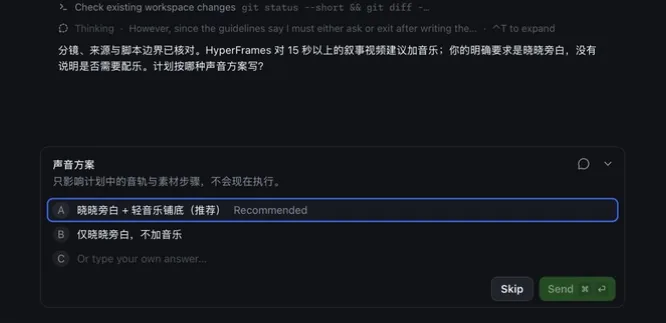 Check existing workspace changes git status --short && git diff -…
Thinking · However, since the guidelines say I must either ask or exit after writing the… · ^T to expand
分镜、来源与脚本边界已核对。HyperFrames 对 15 秒以上的叙事视频建议加音乐；你的明确要求是晓晓旁白，没有
说明是否需要配乐。计划按哪种声音方案写？
声音方案
只影响计划中的音轨与素材步骤，不会现在执行。
A 晓晓旁白 + 轻音乐铺底（推荐） Recommended
B 仅晓晓旁白，不加音乐
C Or type your own answer...
Skip Send ⌘ ↵